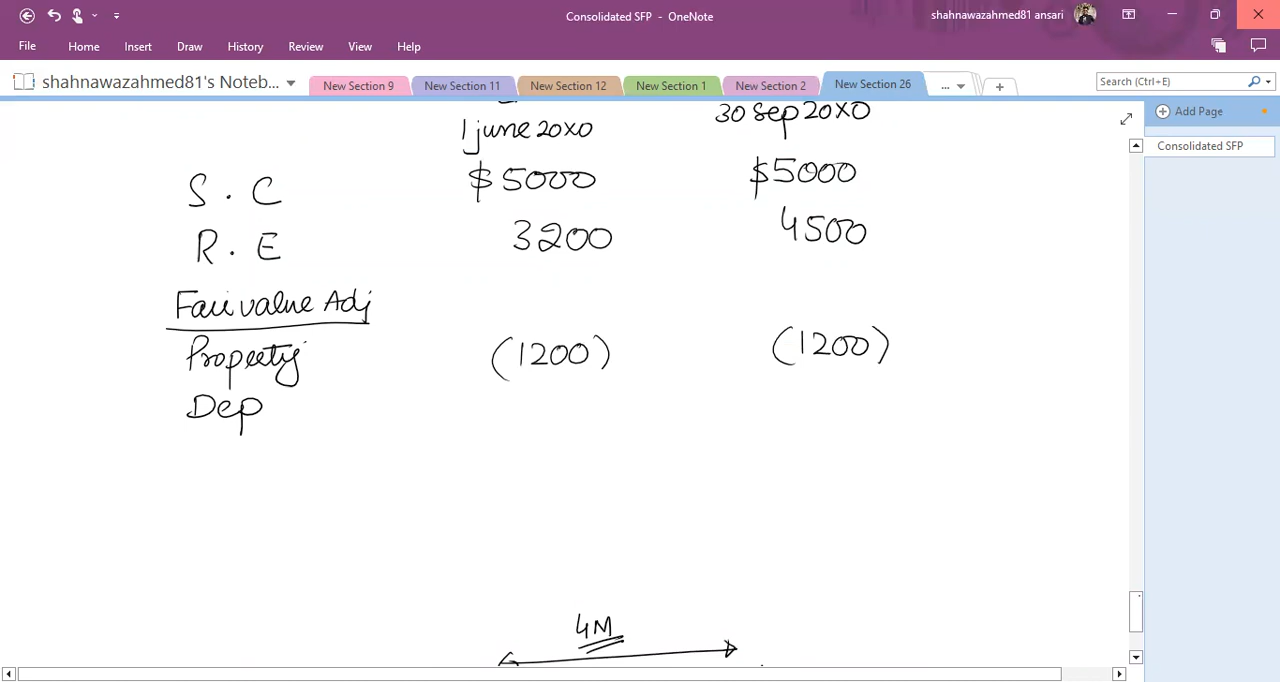 Consolidated SFP - OneNote
shahnawazahmed81 ansari
File Home Insert Draw History Review View Help
shahnawazahmed81's Noteb... New Section 9 New Section 11 New Section 12 New Section 1 New Section 2 New Section 26 ... Search (Ctrl+E)
Add Page
Consolidated SFP
1 june 20X0 30 Sep 20X0
S.C $5000 $5000
R.E 3200 4500
Fair value Adj
Property (1200) (1200)
Dep
4M